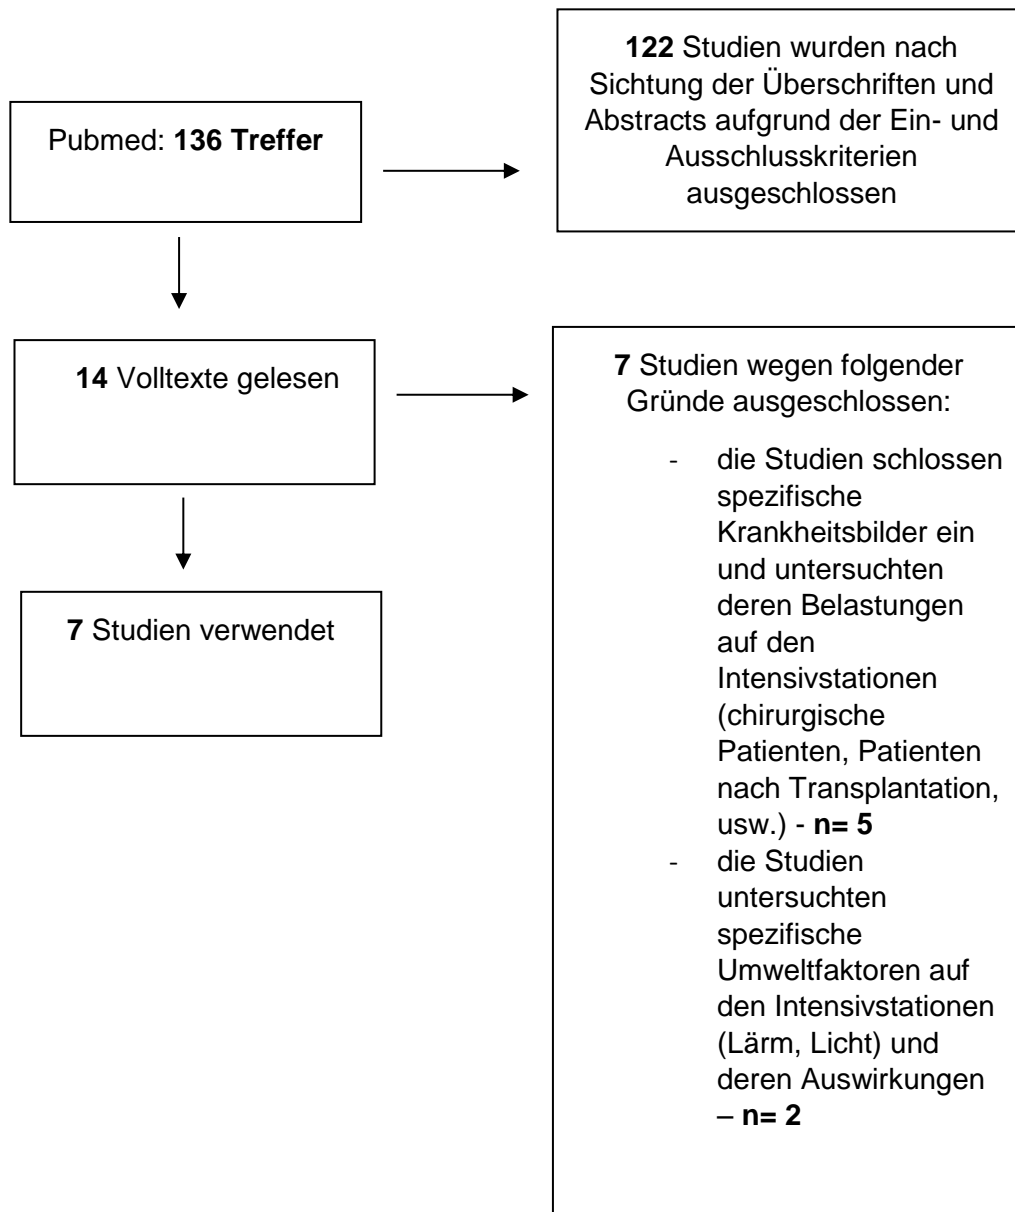 122 Studien wurden nach
Sichtung der Überschriften und
Abstracts aufgrund der Ein- und
Ausschlusskriterien
ausgeschlossen
Pubmed: 136 Treffer
14 Volltexte gelesen
7 Studien wegen folgender
Gründe ausgeschlossen:
- die Studien schlossen
spezifische
Krankheitsbilder ein
und untersuchten
deren Belastungen
auf den
Intensivstationen
(chirurgische
Patienten, Patienten
nach Transplantation,
usw.) - n= 5
- die Studien
untersuchten
spezifische
Umweltfaktoren auf
den Intensivstationen
(Lärm, Licht) und
deren Auswirkungen
– n= 2
7 Studien verwendet